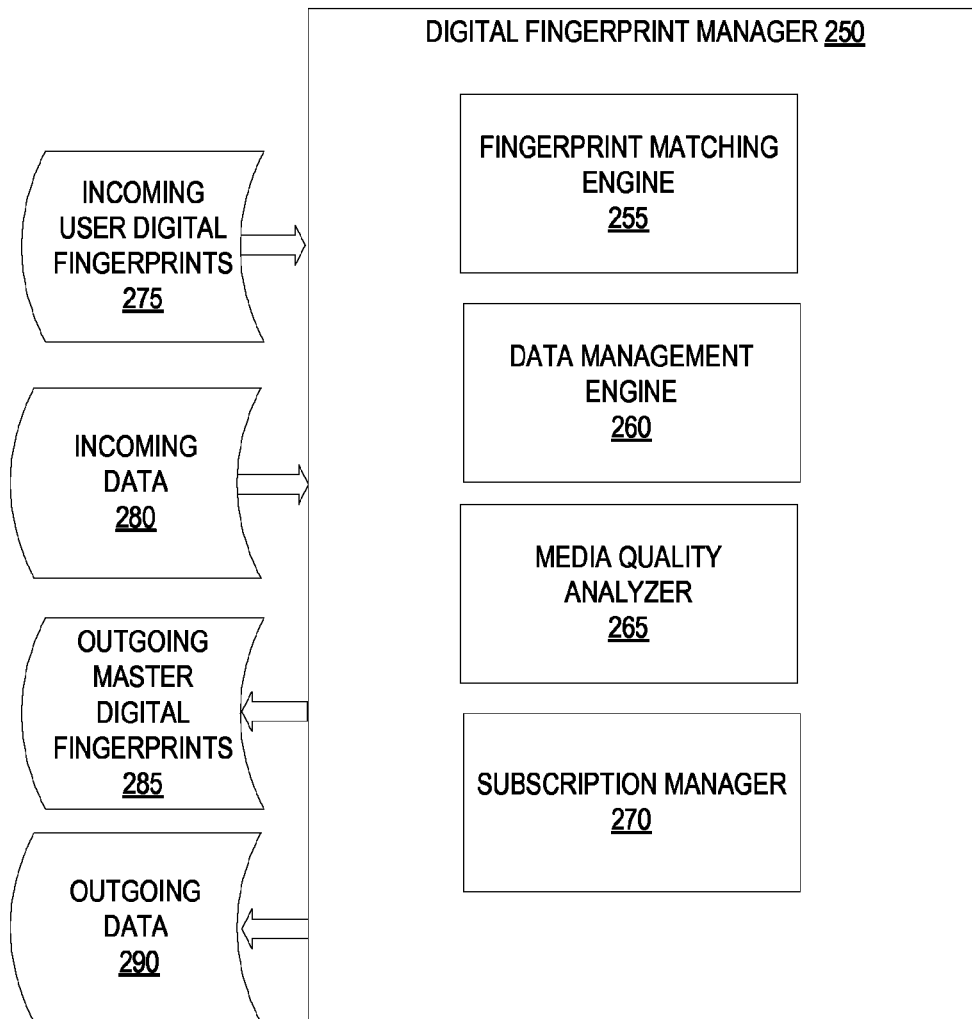 DIGITAL FINGERPRINT MANAGER 250
FINGERPRINT MATCHING
ENGINE
255
INCOMING
USER DIGITAL
FINGERPRINTS
275
DATA MANAGEMENT
ENGINE
260
INCOMING
DATA
280
MEDIA QUALITY
ANALYZER
265
OUTGOING
MASTER
DIGITAL
FINGERPRINTS
285
SUBSCRIPTION MANAGER
270
OUTGOING
DATA
290